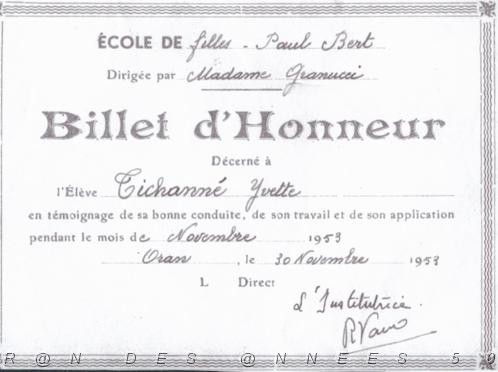 ÉCOLE DE filles - Paul Bert
Dirigée par Madame Granucci
Billet d'Honneur
Décerné à
l'Élève Tichanné Yvette
en témoignage de sa bonne conduite, de son travail et de son application
pendant le mois de Novembre 1953
Oran, le 30 Novembre 1953
L Direct
L'Institutrice.
R@N DES @NNEES 5